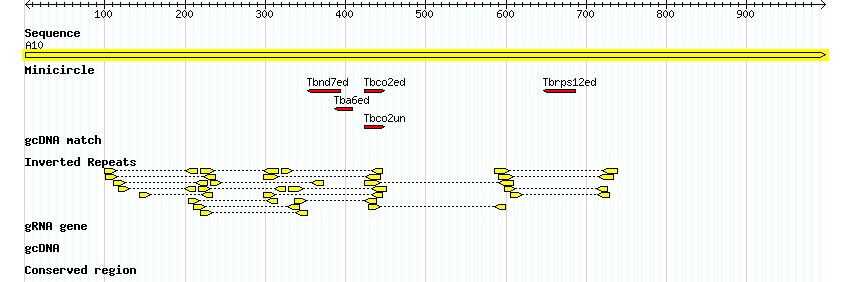 100 200 300 400 500 600 700 800 900
Sequence
A10
Minicircle
Tbnd7ed Tbco2ed Tbrps12ed
Tba6ed
Tbco2un
gcDNA match
Inverted Repeats
gRNA gene
gcDNA
Conserved region